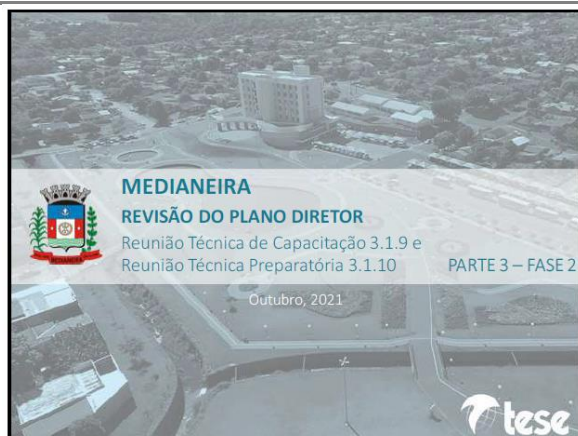 MEDIANEIRA
REVISÃO DO PLANO DIRETOR
Reunião Técnica de Capacitação 3.1.9 e
Reunião Técnica Preparatória 3.1.10 PARTE 3 – FASE 2
Outubro, 2021
tese